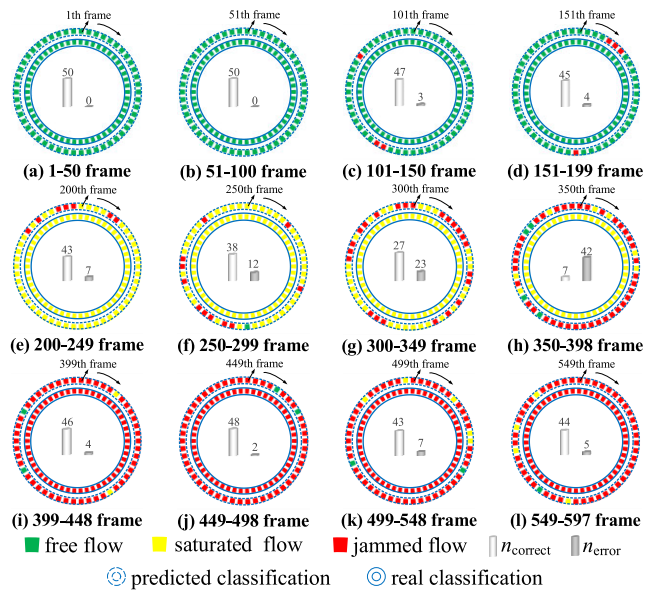 1th frame
51th frame
101th frame
151th frame
50 0
50 0
47 3
45 4
(a) 1-50 frame
(b) 51-100 frame
(c) 101-150 frame
(d) 151-199 frame
200th frame
250th frame
300th frame
350th frame
43 7
38 12
27 23
7 42
(e) 200-249 frame
(f) 250-299 frame
(g) 300-349 frame
(h) 350-398 frame
399th frame
449th frame
499th frame
549th frame
46 4
48 2
43 7
44 5
(i) 399-448 frame
(j) 449-498 frame
(k) 499-548 frame
(l) 549-597 frame
free flow
saturated flow
jammed flow
ncorrect
nerror
predicted classification
real classification